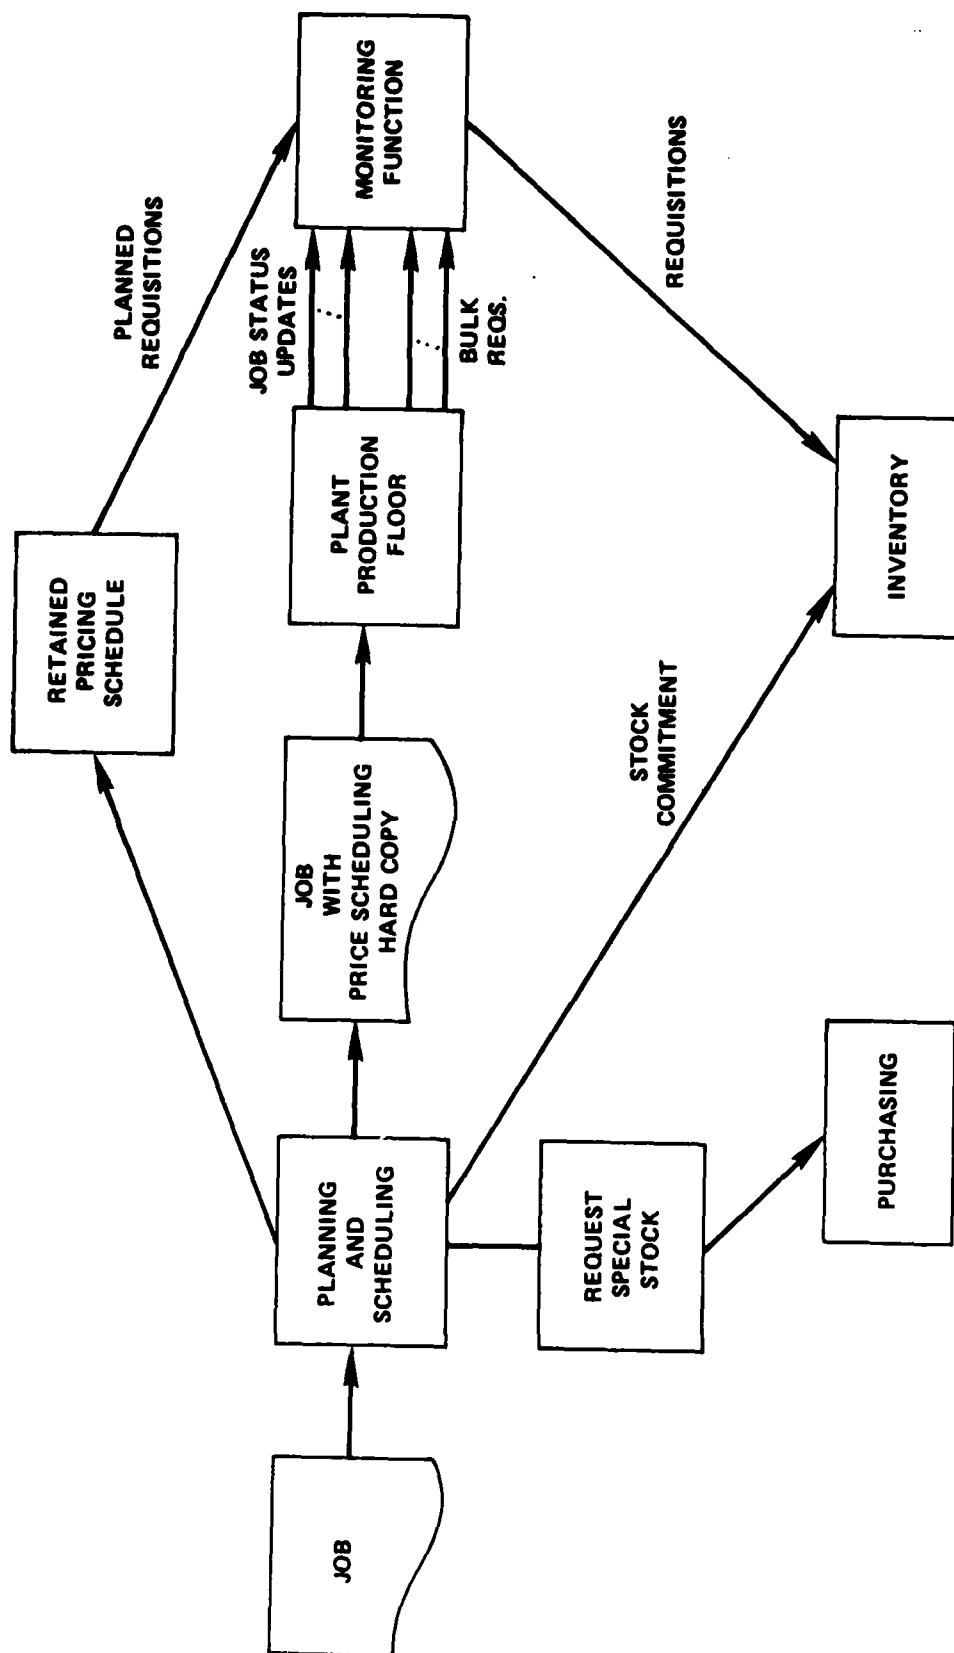 JOB
PLANNING
AND
SCHEDULING
REQUEST
SPECIAL
STOCK
PURCHASING
JOB
WITH
PRICE SCHEDULING
HARD COPY
RETAINED
PRICING
SCHEDULE
PLANT
PRODUCTION
FLOOR
STOCK
COMMITMENT
INVENTORY
PLANNED
REQUISITIONS
JOB STATUS
UPDATES
BULK
REQS.
MONITORING
FUNCTION
REQUISITIONS